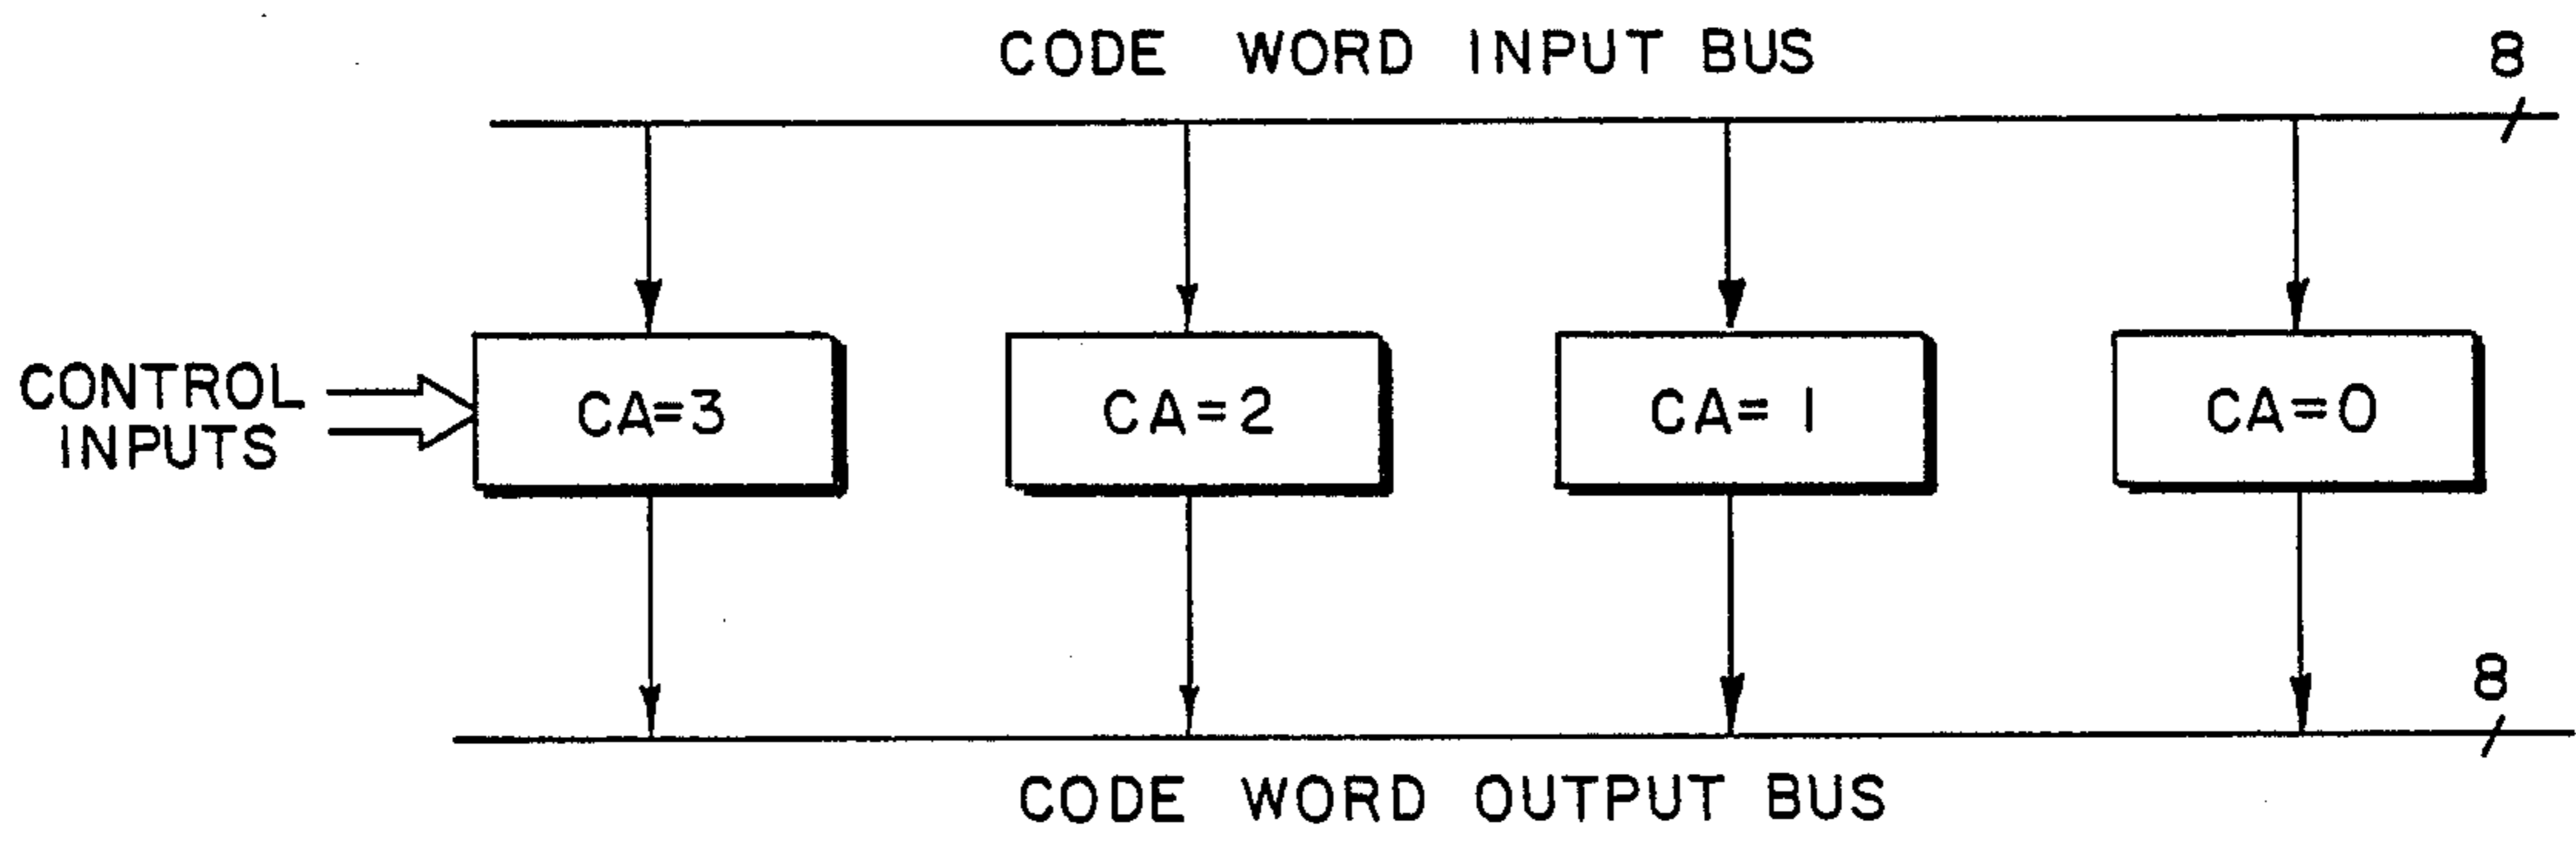 CODE WORD INPUT BUS
8
CONTROL
INPUTS
CA=3
CA=2
CA=1
CA=0
8
CODE WORD OUTPUT BUS